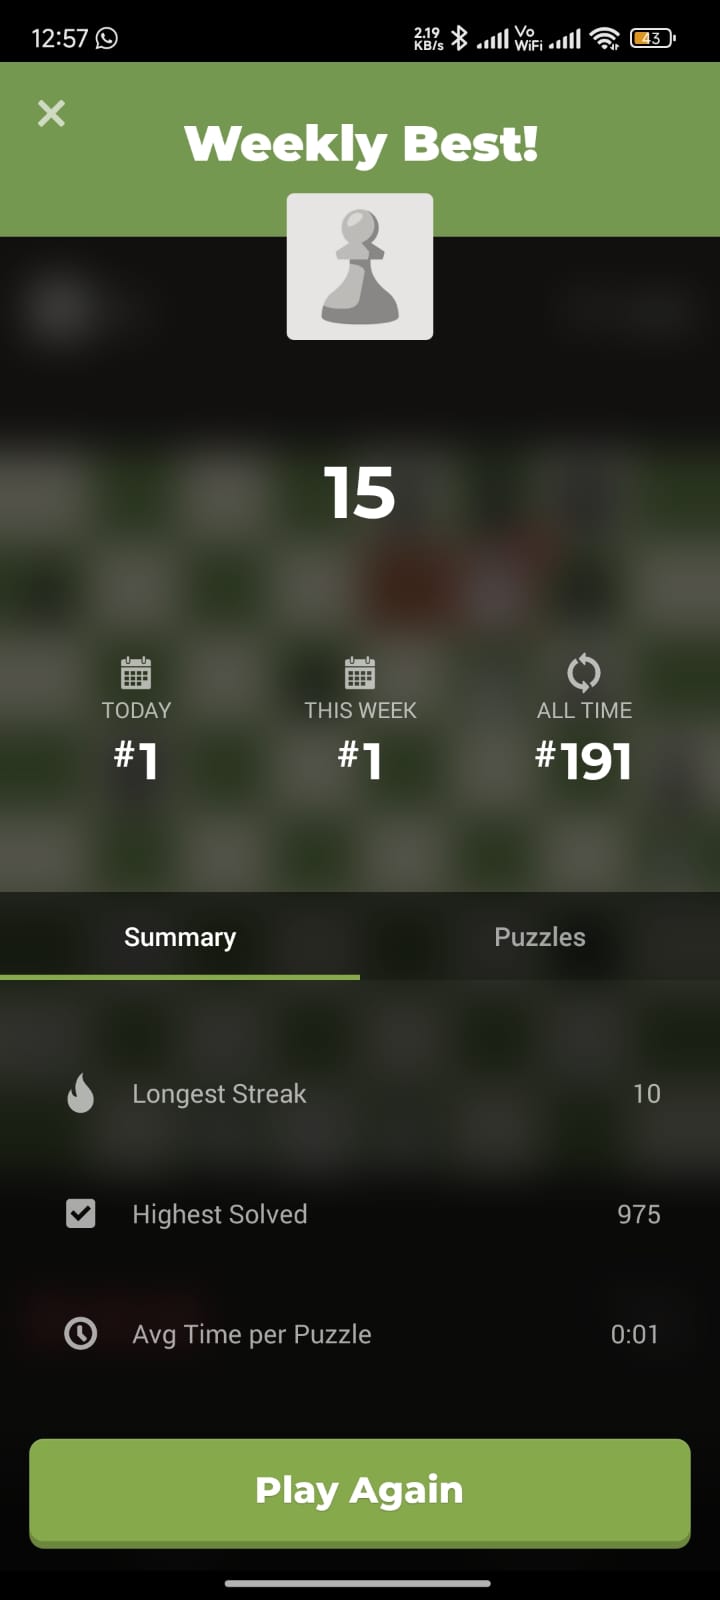 12:57
2.19 KB/s
Vo WiFi
43
Weekly Best!
15
TODAY
#1
THIS WEEK
#1
ALL TIME
#191
Summary
Puzzles
Longest Streak 10
Highest Solved 975
Avg Time per Puzzle 0:01
Play Again